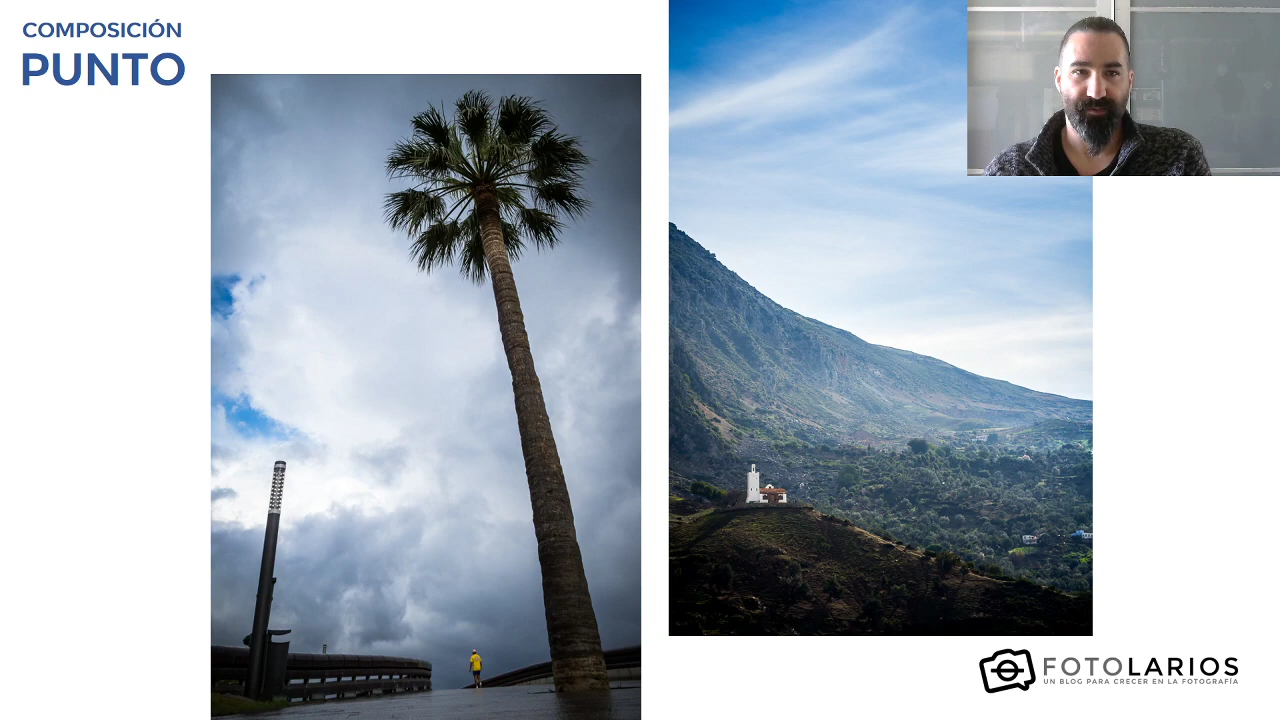 COMPOSICIÓN
PUNTO
FOTOLARIOS
UN BLOG PARA CRECER EN LA FOTOGRAFÍA